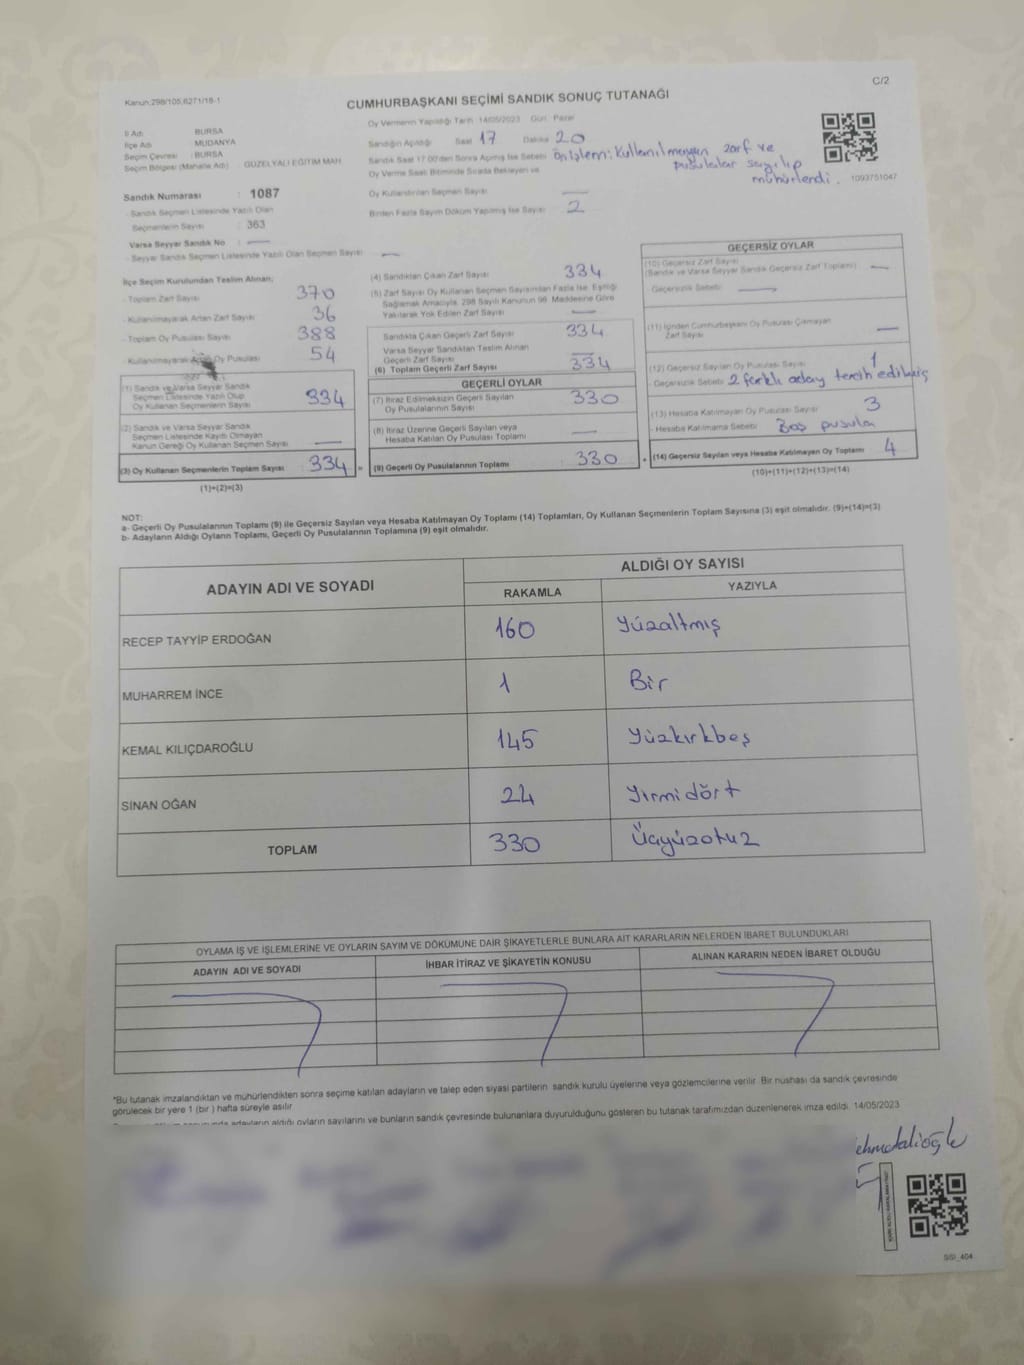 C/2
Kanun:298/105,6271/18-1
CUMHURBAŞKANI SEÇİMİ SANDIK SONUÇ TUTANAĞI
Oy Vermenin Yapıldığı Tarih :14/05/2023 Gün: Pazar
İl Adı BURSA
İlçe Adı MUDANYA
Seçim Çevresi : BURSA
Seçim Bölgesi (Mahalle Adı) GÜZELYALI EĞİTİM MAH
Sandığın Açıldığı Saat 17 Dakika 20
Sandık Saat 17.00'den Sonra Açılmış İse Sebebi Ön işlem: Kullanılmayan zarf ve
pusulalar sayılıp
mühürlendi.
1093751047
Oy Verme Saati Bitiminde Sırada Bekleyen ve
Oy Kullandırılan Seçmen Sayısı —
Birden Fazla Sayım Döküm Yapılmış İse Sayısı 2
Sandık Numarası : 1087
- Sandık Seçmen Listesinde Yazılı Olan
Seçmenlerin Sayısı : 363
Varsa Seyyar Sandık No : —
- Seyyar Sandık Seçmen Listesinde Yazılı Olan Seçmen Sayısı —
İlçe Seçim Kurulundan Teslim Alınan;
- Toplam Zarf Sayısı 370
- Kullanılmayarak Artan Zarf Sayısı 36
- Toplam Oy Pusulası Sayısı 388
- Kullanılmayarak Oy Pusulası 54
(1) Sandık ve Varsa Seyyar Sandık
Seçmen Listesinde Yazılı Olup
Oy Kullanan Seçmenlerin Sayısı 334
(2) Sandık ve Varsa Seyyar Sandık
Seçmen Listesinde Kayıtlı Olmayan
Kanun Gereği Oy Kullanan Seçmen Sayısı —
(3) Oy Kullanan Seçmenlerin Toplam Sayısı : 334 =
(1)+(2)=(3)
(4) Sandıktan Çıkan Zarf Sayısı 334
(5) Zarf Sayısı Oy Kullanan Seçmen Sayısından Fazla İse, Eşitliği
Sağlamak Amacıyla, 298 Sayılı Kanunun 98. Maddesine Göre
Yakılarak Yok Edilen Zarf Sayısı —
Sandıkta Çıkan Geçerli Zarf Sayısı 334
Varsa Seyyar Sandıktan Teslim Alınan
Geçerli Zarf Sayısı —
(6) Toplam Geçerli Zarf Sayısı 334
GEÇERLİ OYLAR
(7) İtiraz Edilmeksizin Geçerli Sayılan
Oy Pusulalarının Sayısı 330
(8) İtiraz Üzerine Geçerli Sayılan veya
Hesaba Katılan Oy Pusulası Toplamı —
(9) Geçerli Oy Pusulalarının Toplamı : 330 +
GEÇERSİZ OYLAR
(10) Geçersiz Zarf Sayısı
(Sandık ve Varsa Seyyar Sandık Geçersiz Zarf Toplamı) —
- Geçersizlik Sebebi: —
(11) İçinden Cumhurbaşkanı Oy Pusulası Çıkmayan
Zarf Sayısı —
(12) Geçersiz Sayılan Oy Pusulası Sayısı 1
- Geçersizlik Sebebi 2 farklı aday tercih edilmiş
(13) Hesaba Katılmayan Oy Pusulası Sayısı 3
- Hesaba Katılmama Sebebi Boş pusula
(14) Geçersiz Sayılan veya Hesaba Katılmayan Oy Toplamı 4
(10)+(11)+(12)+(13)=(14)
NOT:
a- Geçerli Oy Pusulalarının Toplamı (9) ile Geçersiz Sayılan veya Hesaba Katılmayan Oy Toplamı (14) Toplamları, Oy Kullanan Seçmenlerin Toplam Sayısına (3) eşit olmalıdır. (9)+(14)=(3)
b- Adayların Aldığı Oyların Toplamı, Geçerli Oy Pusulalarının Toplamına (9) eşit olmalıdır.
ADAYIN ADI VE SOYADI ALDIĞI OY SAYISI
RAKAMLA YAZIYLA
RECEP TAYYİP ERDOĞAN 160 Yüzaltmış
MUHARREM İNCE 1 Bir
KEMAL KILIÇDAROĞLU 145 Yüzkırkbeş
SİNAN OĞAN 24 Yirmidört
TOPLAM 330 Üçyüzotuz
OYLAMA İŞ VE İŞLEMLERİNE VE OYLARIN SAYIM VE DÖKÜMÜNE DAİR ŞİKAYETLERLE BUNLARA AİT KARARLARIN NELERDEN İBARET BULUNDUKLARI
ADAYIN ADI VE SOYADI İHBAR İTİRAZ VE ŞİKAYETİN KONUSU ALINAN KARARIN NEDEN İBARET OLDUĞU
*Bu tutanak imzalandıktan ve mühürlendikten sonra seçime katılan adayların ve talep eden siyasi partilerin sandık kurulu üyelerine veya gözlemcilerine verilir. Bir nüshası da sandık çevresinde
görülecek bir yere 1 (bir ) hafta süreyle asılır.
adayların aldığı oyların sayılarını ve bunların sandık çevresinde bulunanlara duyurulduğunu gösteren bu tutanak tarafımızdan düzenlenerek imza edildi. 14/05/2023
SSI_404